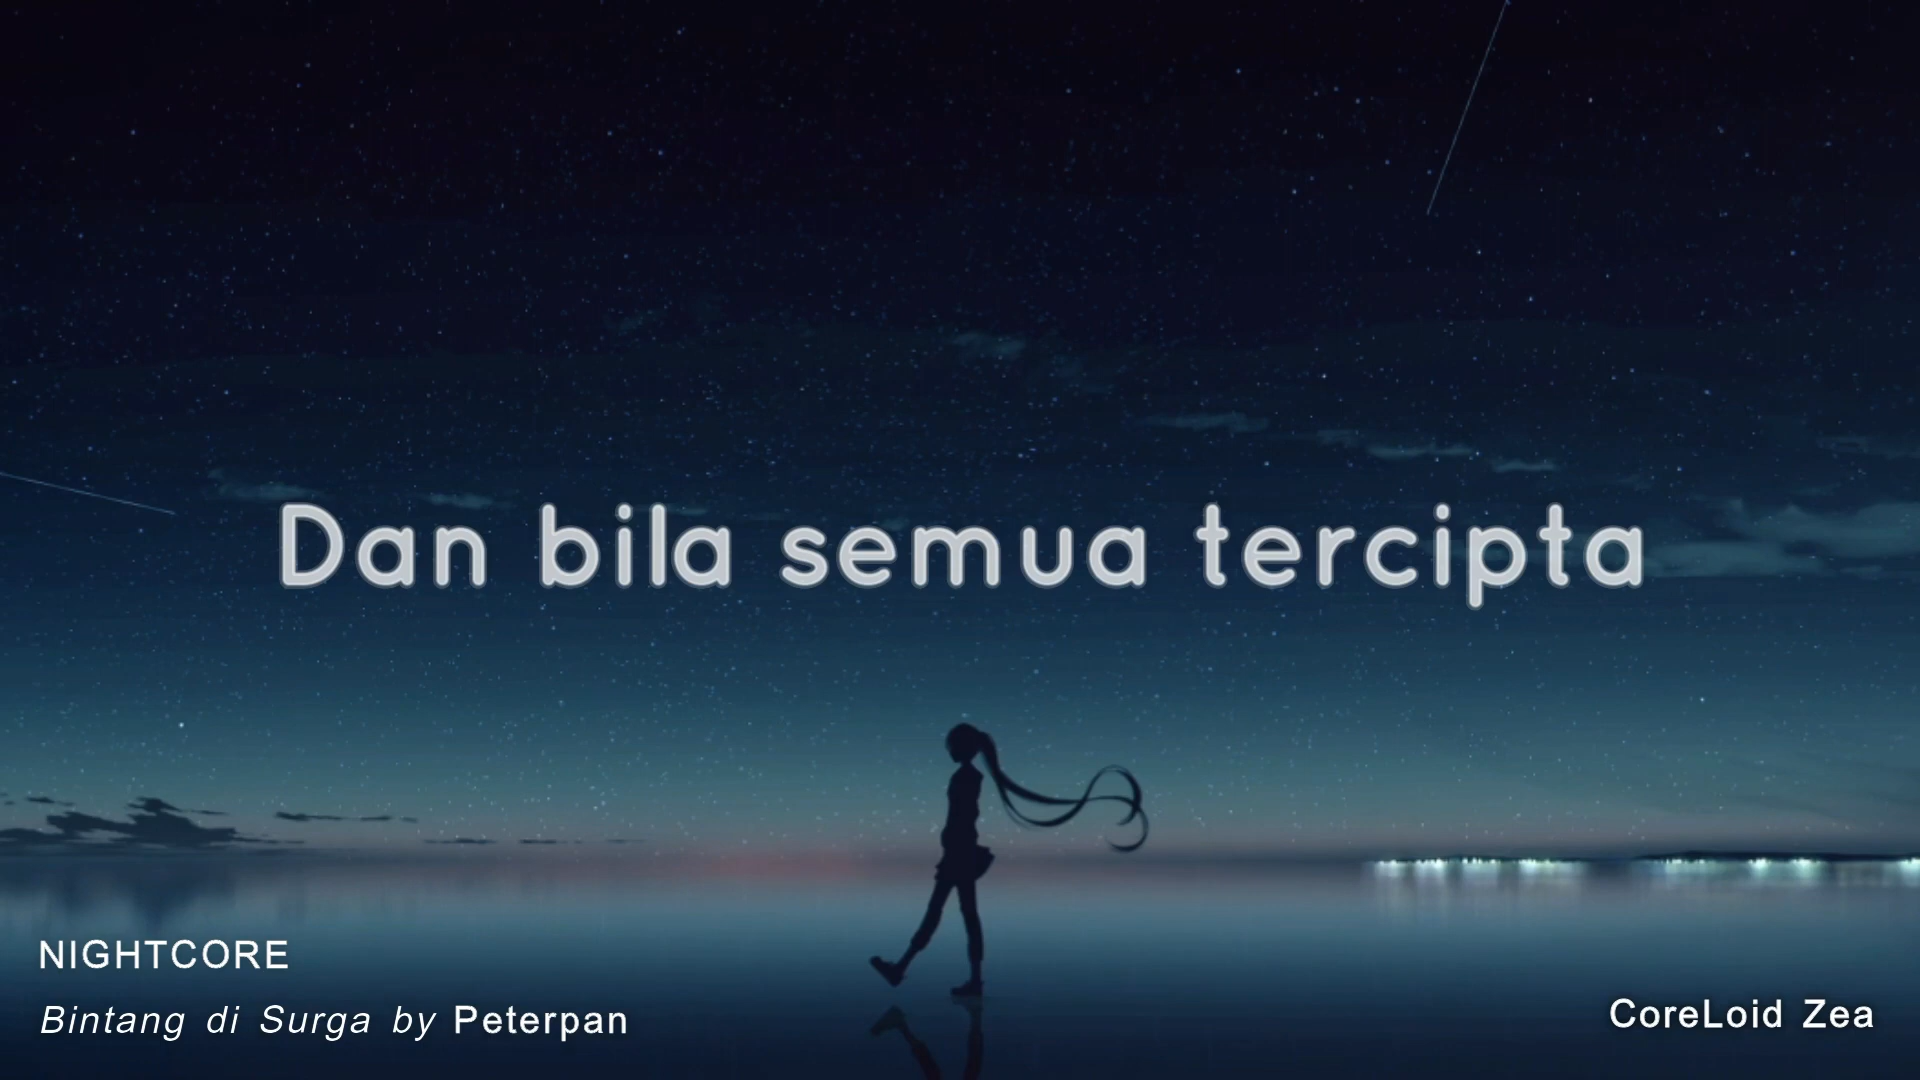 Dan bila semua tercipta
NIGHTCORE
Bintang di Surga by Peterpan
CoreLoid Zea